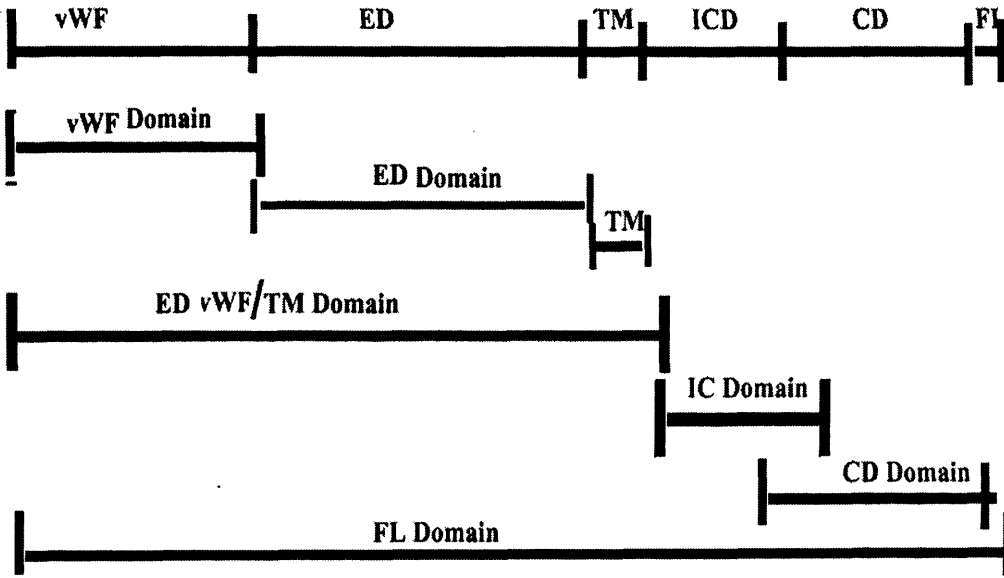 vWF ED TM ICD CD FL
vWF Domain
ED Domain
TM
ED vWF/TM Domain
IC Domain
CD Domain
FL Domain